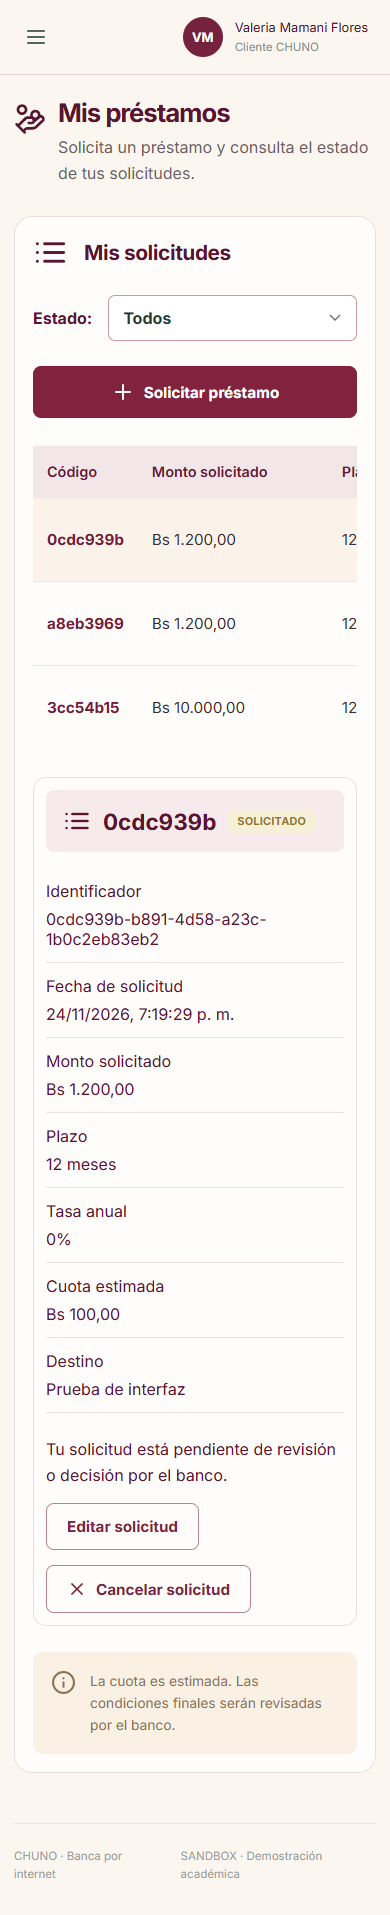 VM
Valeria Mamani Flores
Cliente CHUNO
Mis préstamos
Solicita un préstamo y consulta el estado
de tus solicitudes.
Mis solicitudes
Estado:
Todos
Solicitar préstamo
Código Monto solicitado Pla
0cdc939b Bs 1.200,00 12
a8eb3969 Bs 1.200,00 12
3cc54b15 Bs 10.000,00 12
0cdc939b SOLICITADO
Identificador
0cdc939b-b891-4d58-a23c-
1b0c2eb83eb2
Fecha de solicitud
24/11/2026, 7:19:29 p. m.
Monto solicitado
Bs 1.200,00
Plazo
12 meses
Tasa anual
0%
Cuota estimada
Bs 100,00
Destino
Prueba de interfaz
Tu solicitud está pendiente de revisión
o decisión por el banco.
Editar solicitud
Cancelar solicitud
La cuota es estimada. Las
condiciones finales serán revisadas
por el banco.
CHUNO · Banca por
internet
SANDBOX · Demostración
académica